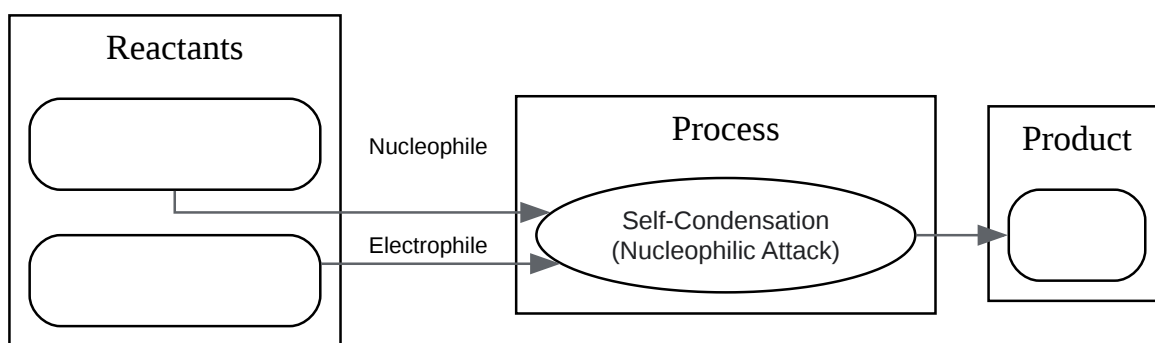 Reactants
Nucleophile
Electrophile
Process
Self-Condensation
(Nucleophilic Attack)
Product